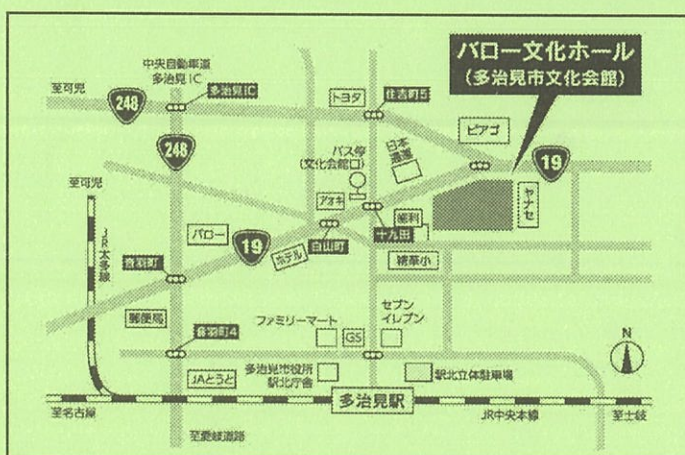 バロー文化ホール
(多治見市文化会館)
中央自動車道
多治見IC
至可児
248
多治見IC
トヨタ
住吉町5
ピアゴ
19
248
バス停
(文化会館口)
日本
至可児
アオキ
歯科
ヤナセ
JR太多線
バロー
19
ホテル
白山町
十九田
精華小
音羽町
郵便局
ファミリーマート
GS
セブン
イレブン
N
音羽町4
JAとうと
多治見市役所
駅北庁舎
駅北立体駐車場
多治見駅
至名古屋
JR中央本線
至土岐
至愛岐道路